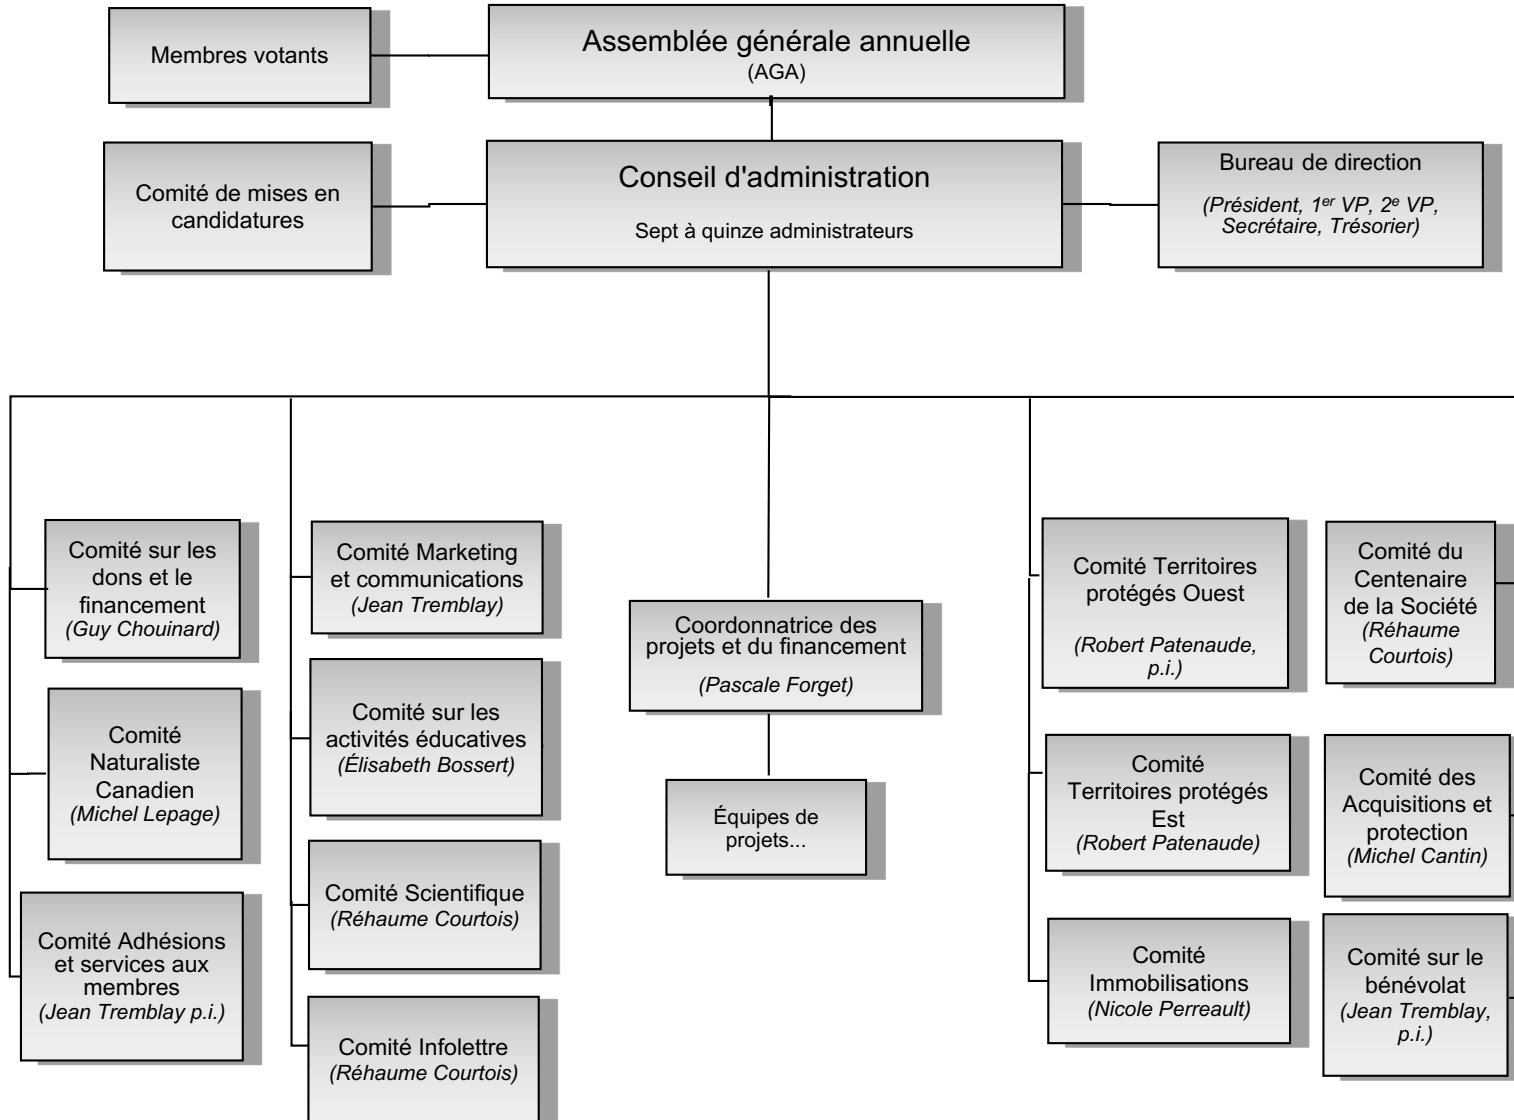 Membres votants
Assemblée générale annuelle
(AGA)
Comité de mises en
candidatures
Conseil d'administration
Sept à quinze administrateurs
Bureau de direction
(Président, 1er VP, 2e VP,
Secrétaire, Trésorier)
Comité sur les
dons et le
financement
(Guy Chouinard)
Comité
Naturaliste
Canadien
(Michel Lepage)
Comité Adhésions
et services aux
membres
(Jean Tremblay p.i.)
Comité Marketing
et communications
(Jean Tremblay)
Comité sur les
activités éducatives
(Élisabeth Bossert)
Comité Scientifique
(Réhaume Courtois)
Comité Infolettre
(Réhaume Courtois)
Coordonnatrice des
projets et du financement
(Pascale Forget)
Équipes de
projets...
Comité Territoires
protégés Ouest
(Robert Patenaude,
p.i.)
Comité
Territoires protégés
Est
(Robert Patenaude)
Comité
Immobilisations
(Nicole Perreault)
Comité du
Centenaire
de la Société
(Réhaume
Courtois)
Comité des
Acquisitions et
protection
(Michel Cantin)
Comité sur le
bénévolat
(Jean Tremblay,
p.i.)